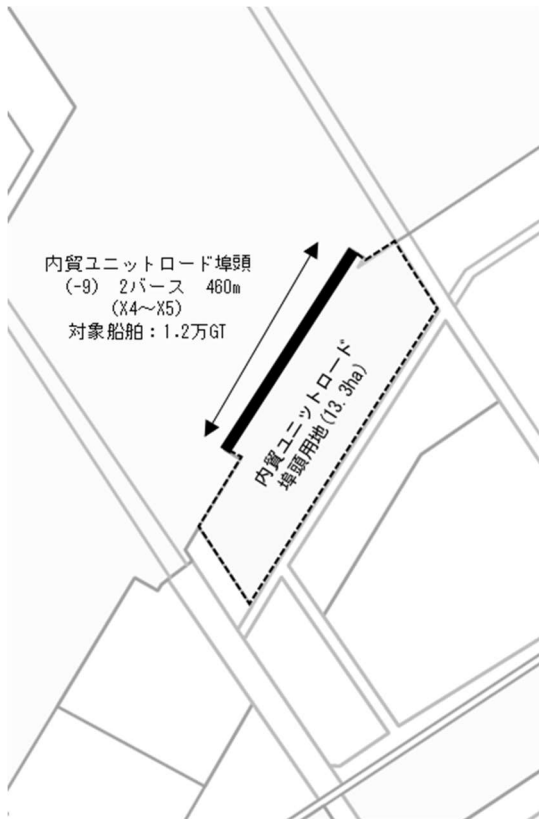 内貿ユニットロード埠頭
(-9) 2バース 460m
(X4～X5)
対象船舶：1.2万GT
内貿ユニットロード
埠頭用地(13.3ha)